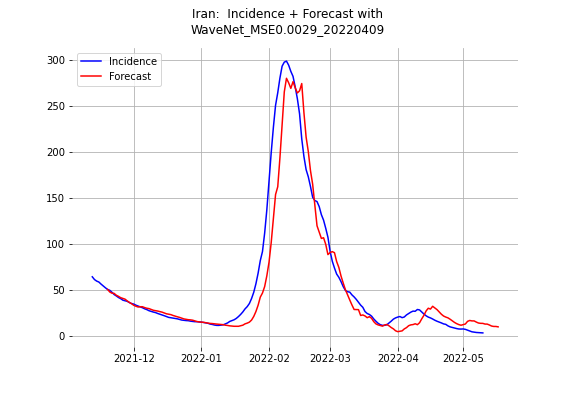 Iran:  Incidence + Forecast with
WaveNet_MSE0.0029_20220409
Incidence
Forecast
300
250
200
150
100
50
0
2021-12 2022-01 2022-02 2022-03 2022-04 2022-05